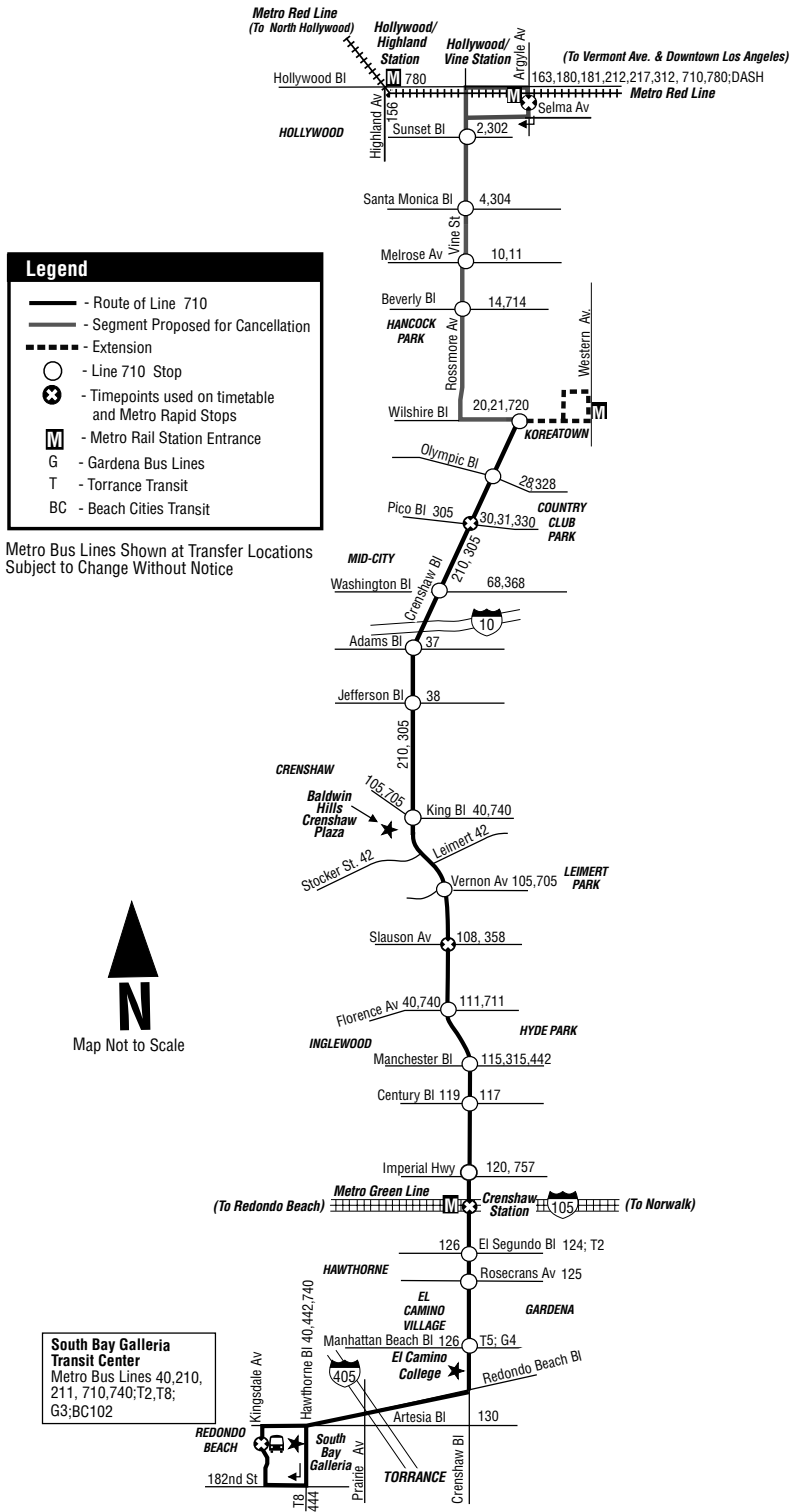 Metro Red Line
(To North Hollywood)
Hollywood/
Highland
Station
Hollywood/
Vine Station
Argyle Av
(To Vermont Ave. & Downtown Los Angeles)
Hollywood Bl
M
780
163,180,181,212,217,312, 710,780;DASH
M
Metro Red Line
Highland Av
156
Selma Av
HOLLYWOOD
Sunset Bl
2,302
Santa Monica Bl
4,304
Vine St
Melrose Av
10,11
Beverly Bl
14,714
HANCOCK
PARK
Rossmore Av
Western Av.
Wilshire Bl
20,21,720
M
KOREATOWN
Legend
- Route of Line 710
- Segment Proposed for Cancellation
- Extension
- Line 710 Stop
- Timepoints used on timetable
and Metro Rapid Stops
M - Metro Rail Station Entrance
G - Gardena Bus Lines
T - Torrance Transit
BC - Beach Cities Transit
Metro Bus Lines Shown at Transfer Locations
Subject to Change Without Notice
Olympic Bl
28,328
Pico Bl 305
30,31,330
COUNTRY
CLUB
PARK
210, 305
MID-CITY
Crenshaw Bl
Washington Bl
68,368
10
Adams Bl
37
Jefferson Bl
38
210, 305
CRENSHAW
105,705
Baldwin
Hills
Crenshaw
Plaza
King Bl 40,740
Leimert 42
Stocker St. 42
Vernon Av 105,705
LEIMERT
PARK
Slauson Av
108, 358
N
Map Not to Scale
Florence Av 40,740
111,711
HYDE PARK
INGLEWOOD
Manchester Bl
115,315,442
Century Bl 119
117
Imperial Hwy
120, 757
Metro Green Line
(To Redondo Beach)
M
Crenshaw
Station
105
(To Norwalk)
126
El Segundo Bl 124; T2
HAWTHORNE
Rosecrans Av 125
EL
CAMINO
VILLAGE
GARDENA
Manhattan Beach Bl 126
T5; G4
El Camino
College
Redondo Beach Bl
405
South Bay Galleria
Transit Center
Metro Bus Lines 40,210,
211, 710,740;T2,T8;
G3;BC102
Kingsdale Av
Hawthorne Bl 40,442,740
Artesia Bl
130
REDONDO
BEACH
South
Bay
Galleria
Prairie Av
Crenshaw Bl
TORRANCE
182nd St
T8
444